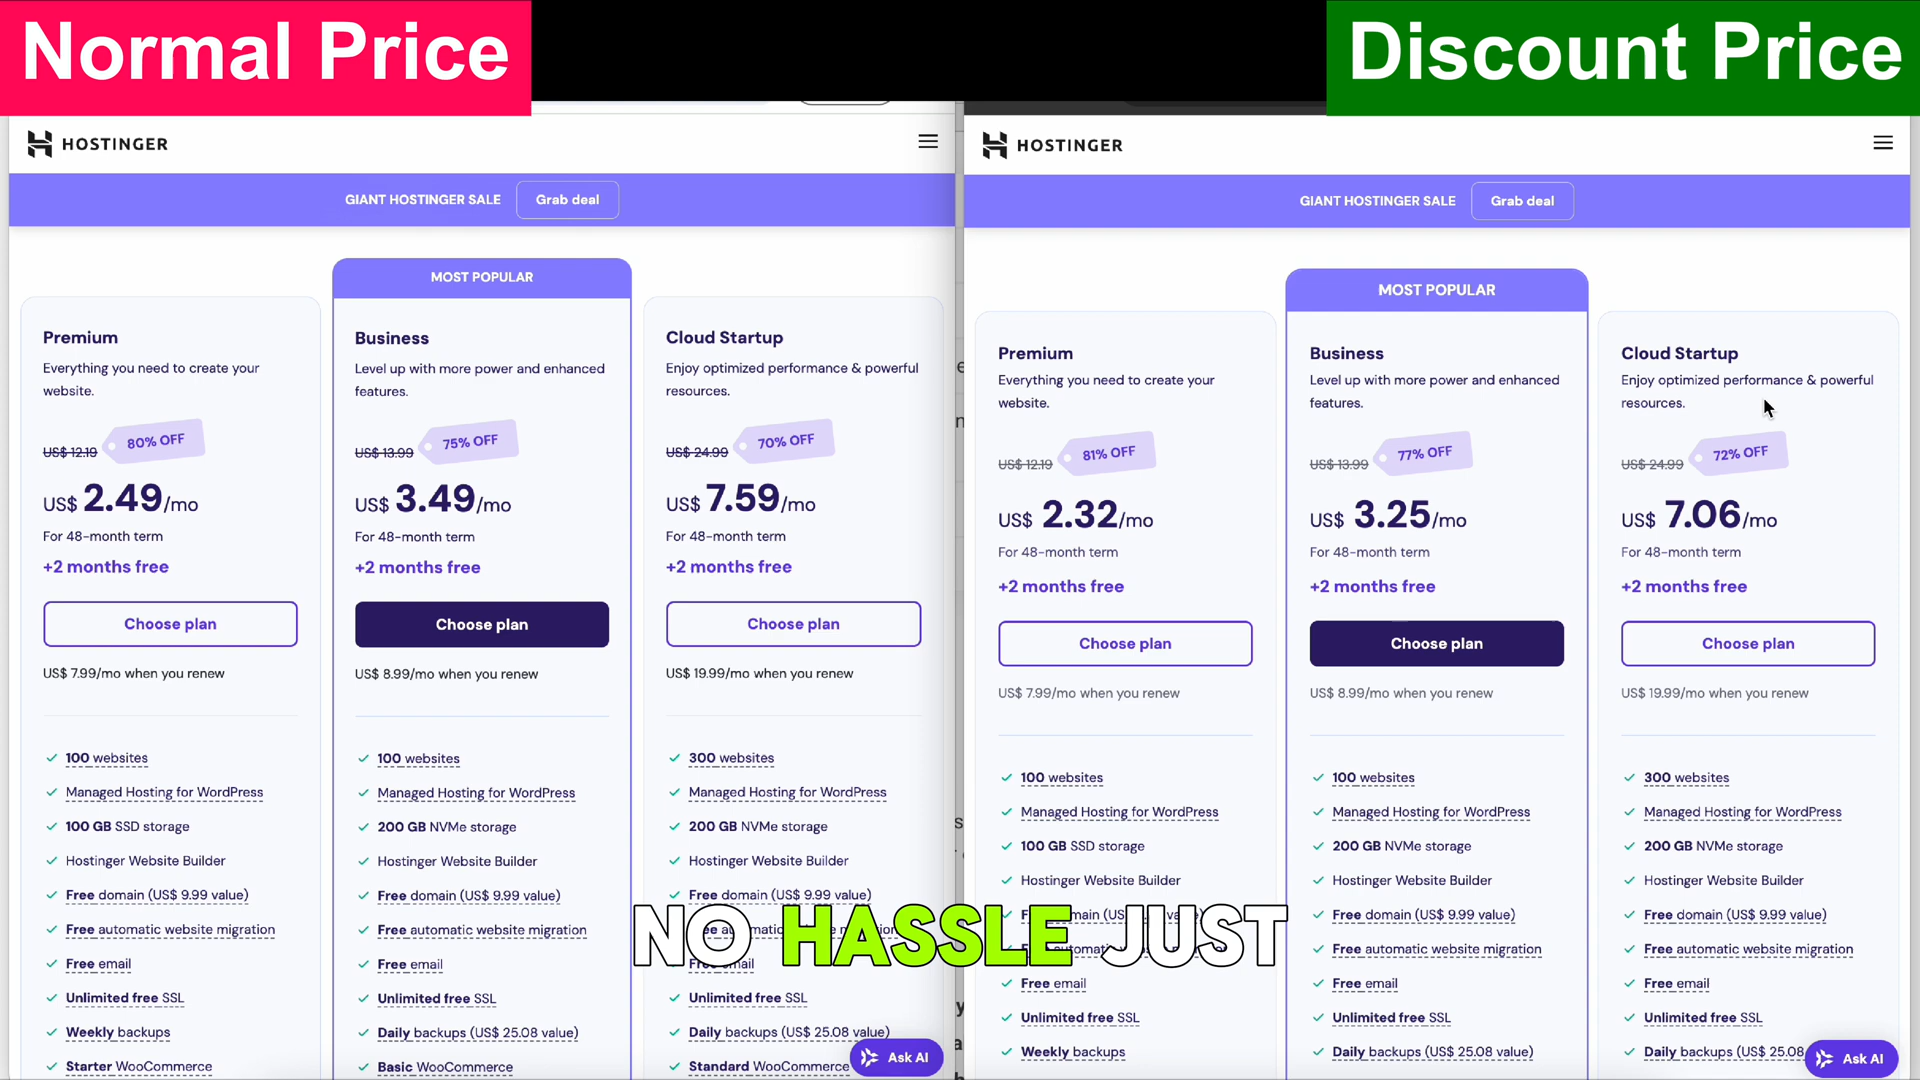 Normal Price
Discount Price
HOSTINGER
GIANT HOSTINGER SALE
Grab deal
MOST POPULAR
Premium
Everything you need to create your
website.
US$ 12.19
80% OFF
US$ 2.49/mo
For 48-month term
+2 months free
Choose plan
US$ 7.99/mo when you renew
100 websites
Managed Hosting for WordPress
100 GB SSD storage
Hostinger Website Builder
Free domain (US$ 9.99 value)
Free automatic website migration
Free email
Unlimited free SSL
Weekly backups
Starter WooCommerce
Business
Level up with more power and enhanced
features.
US$ 13.99
75% OFF
US$ 3.49/mo
For 48-month term
+2 months free
Choose plan
US$ 8.99/mo when you renew
100 websites
Managed Hosting for WordPress
200 GB NVMe storage
Hostinger Website Builder
Free domain (US$ 9.99 value)
Free automatic website migration
Free email
Unlimited free SSL
Daily backups (US$ 25.08 value)
Basic WooCommerce
Cloud Startup
Enjoy optimized performance & powerful
resources.
US$ 24.99
70% OFF
US$ 7.59/mo
For 48-month term
+2 months free
Choose plan
US$ 19.99/mo when you renew
300 websites
Managed Hosting for WordPress
200 GB NVMe storage
Hostinger Website Builder
Free domain (US$ 9.99 value)
Unlimited free SSL
Daily backups (US$ 25.08 value)
Standard WooCommerce
Ask AI
HOSTINGER
GIANT HOSTINGER SALE
Grab deal
MOST POPULAR
Premium
Everything you need to create your
website.
US$ 12.19
81% OFF
US$ 2.32/mo
For 48-month term
+2 months free
Choose plan
US$ 7.99/mo when you renew
100 websites
Managed Hosting for WordPress
100 GB SSD storage
Hostinger Website Builder
Free email
Unlimited free SSL
Weekly backups
Business
Level up with more power and enhanced
features.
US$ 13.99
77% OFF
US$ 3.25/mo
For 48-month term
+2 months free
Choose plan
US$ 8.99/mo when you renew
100 websites
Managed Hosting for WordPress
200 GB NVMe storage
Hostinger Website Builder
Free domain (US$ 9.99 value)
Free automatic website migration
Free email
Unlimited free SSL
Daily backups (US$ 25.08 value)
Cloud Startup
Enjoy optimized performance & powerful
resources.
US$ 24.99
72% OFF
US$ 7.06/mo
For 48-month term
+2 months free
Choose plan
US$ 19.99/mo when you renew
300 websites
Managed Hosting for WordPress
200 GB NVMe storage
Hostinger Website Builder
Free domain (US$ 9.99 value)
Free automatic website migration
Free email
Unlimited free SSL
Daily backups (US$ 25.08
Ask AI
NO HASSLE JUST